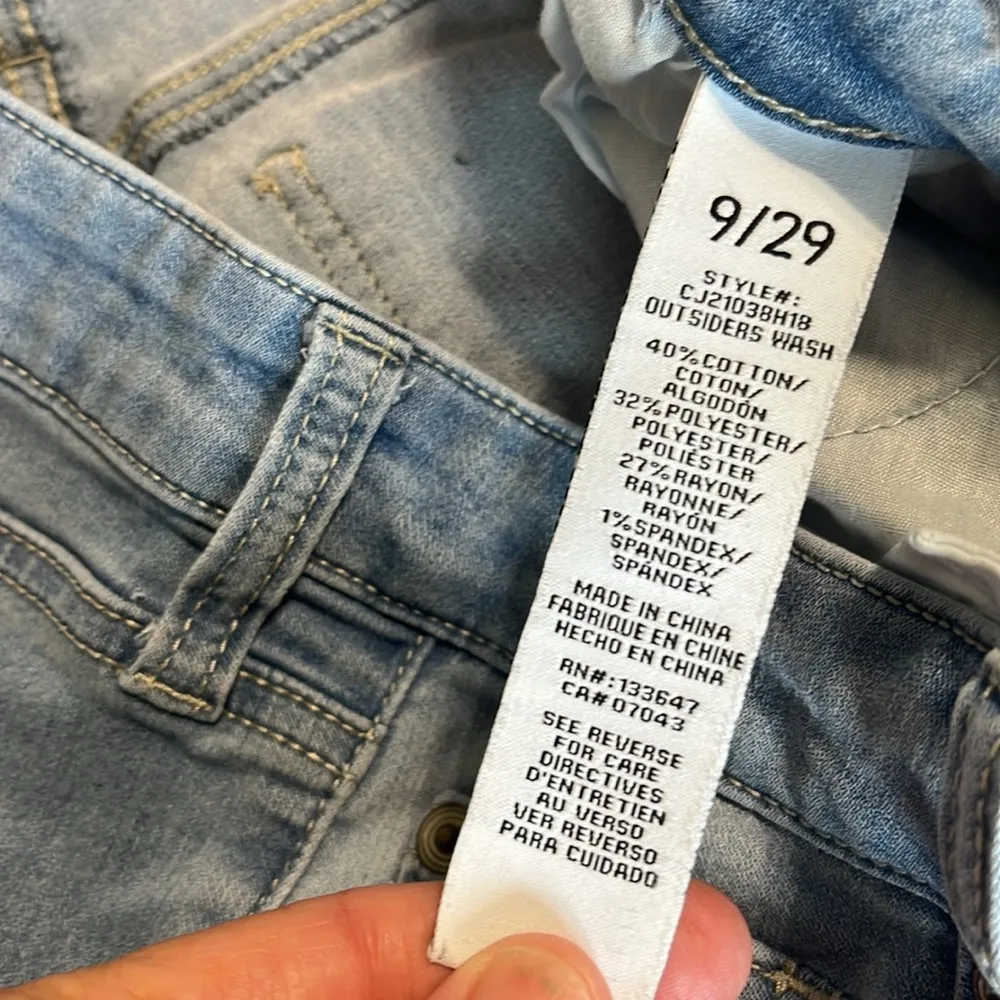 9/29
STYLE#:
CJ21038H18
OUTSIDERS WASH
40%COTTON/
COTON/
ALGODÓN
32%POLYESTER/
POLYESTER/
POLIÉSTER
27%RAYON/
RAYONNE/
RAYÓN
1%SPANDEX/
SPANDEX/
SPANDEX
MADE IN CHINA
FABRIQUE EN CHINE
HECHO EN CHINA
RN#:133647
CA#07043
SEE REVERSE
FOR CARE
DIRECTIVES
D'ENTRETIEN
AU VERSO
VER REVERSO
PARA CUIDADO